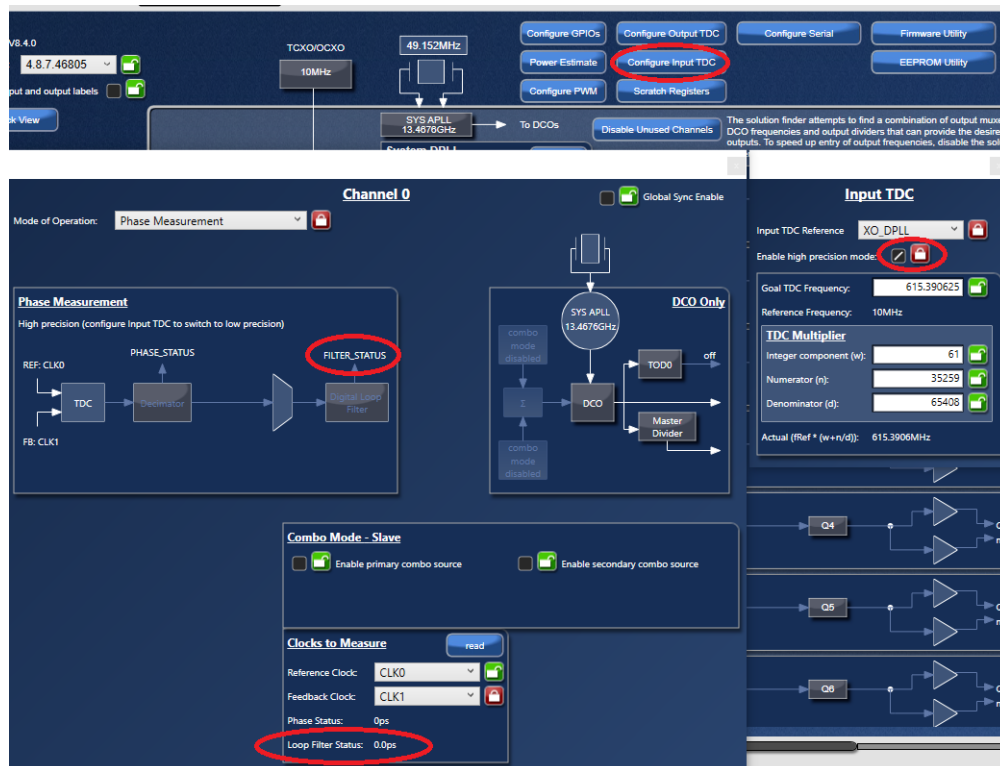 V8.4.0
4.8.7.46805
put and output labels
k View
TCXO/OCXO
10MHz
49.152MHz
SYS APLL
13.4676GHz
To DCOs
Configure GPIOs
Configure Output TDC
Configure Serial
Firmware Utility
Power Estimate
Configure Input TDC
EEPROM Utility
Configure PWM
Scratch Registers
Disable Unused Channels
The solution finder attempts to find a combination of output muxe
DCO frequencies and output dividers that can provide the desire
outputs. To speed up entry of output frequencies, disable the sol
System DPLL
Channel 0
Global Sync Enable
Mode of Operation:
Phase Measurement
Phase Measurement
High precision (configure Input TDC to switch to low precision)
PHASE_STATUS
FILTER_STATUS
REF: CLK0
TDC
Decimator
Digital Loop
Filter
FB: CLK1
DCO Only
SYS APLL
13.4676GHz
combo
mode
disabled
Σ
DCO
TOD0
off
Master
Divider
combo
mode
disabled
Combo Mode - Slave
Enable primary combo source
Enable secondary combo source
Clocks to Measure
read
Reference Clock:
CLK0
Feedback Clock:
CLK1
Phase Status:
0ps
Loop Filter Status:
0.0ps
Input TDC
Input TDC Reference
XO_DPLL
Enable high precision mode:
Goal TDC Frequency:
615.390625
Reference Frequency:
10MHz
TDC Multiplier
Integer component (w):
61
Numerator (n):
35259
Denominator (d):
65408
Actual (fRef * (w+n/d)):
615.3906MHz
Q4
Q5
Q6